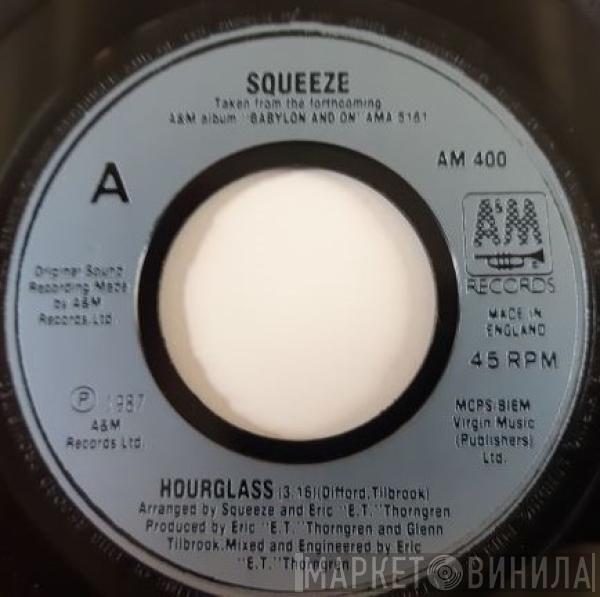 SQUEEZE
Taken from the forthcoming
A&M album "BABYLON AND ON" AMA 5161
A
AM 400
A&M
RECORDS
Original Sound
Recording Made
by A&M
Records Ltd.
MADE IN
ENGLAND
45 RPM
℗ 1987
A&M
Records Ltd.
MCPS/BIEM
Virgin Music
(Publishers)
Ltd.
HOURGLASS (3.16) (Difford, Tilbrook)
Arranged by Squeeze and Eric "E.T." Thorngren
Produced by Eric "E.T." Thorngren and Glenn
Tilbrook. Mixed and Engineered by Eric
"E.T." Thorngren
МАРКЕТ ВИНИЛА